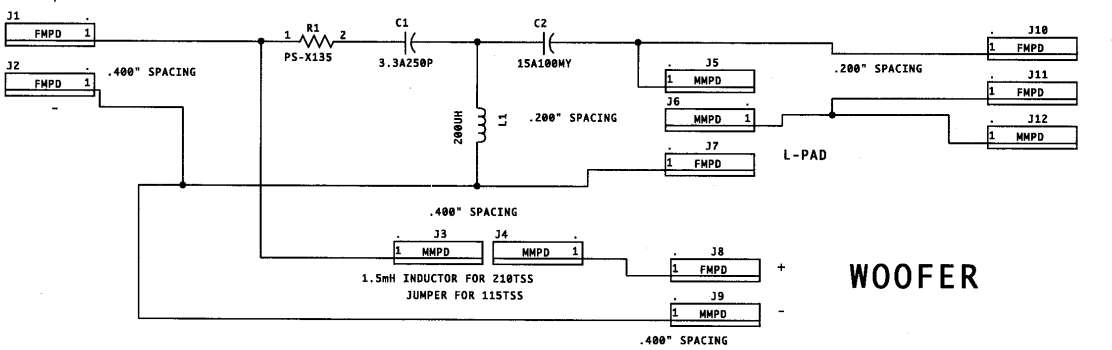 J1
FMPD 1
J2
FMPD 1
-
.400" SPACING
1 R1 2
PS-X135
C1
3.3A250P
C2
15A100MY
200UH L1
.200" SPACING
J5
1 MMPD
J6
MMPD 1
J7
1 FMPD
L-PAD
.200" SPACING
J10
1 FMPD
J11
1 FMPD
J12
1 MMPD
.400" SPACING
J3
1 MMPD
J4
MMPD 1
1.5mH INDUCTOR FOR 210TSS
JUMPER FOR 115TSS
J8
1 FMPD
+
J9
1 MMPD
-
.400" SPACING
WOOFER